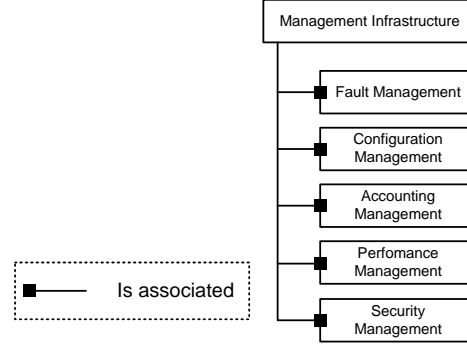 Management Infrastructure
Fault Management
Configuration
Management
Accounting
Management
Perfomance
Management
Security
Management
Is associated